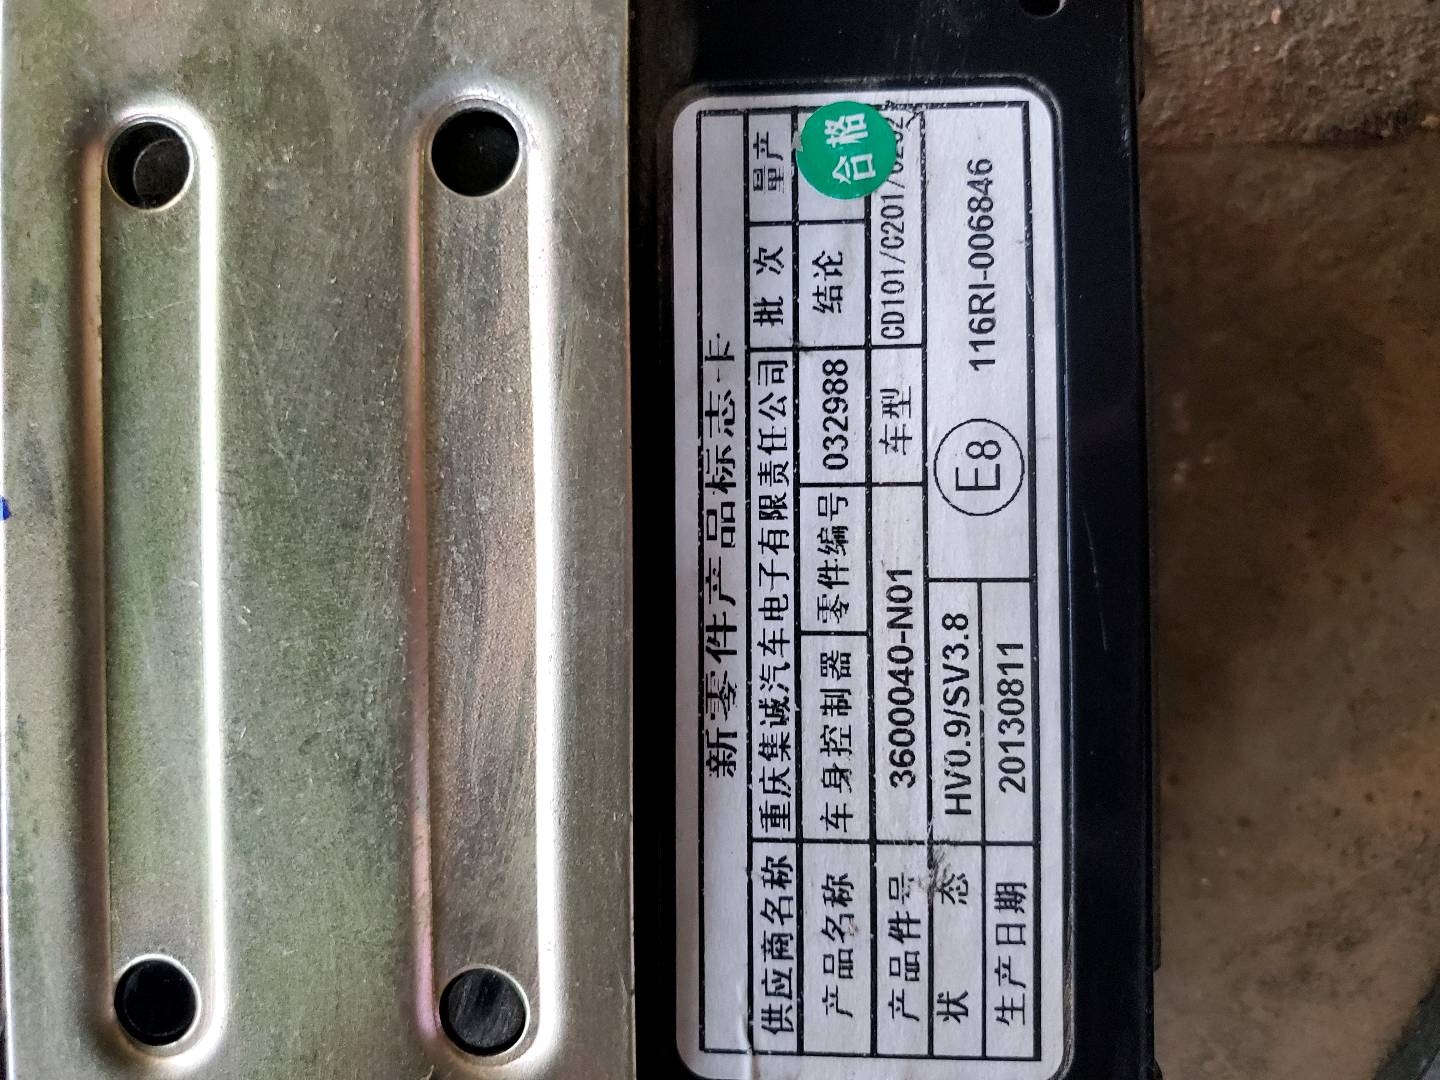 新零件产品标志卡
供应商名称 重庆集诚汽车电子有限责任公司 批 次 量产
产品名称 车身控制器 零件编号 032988 结论 合格
产品件号 3600040-N01 车型 CD101/C201/
状 态 HV0.9/SV3.8 E8 116RI-006846
生产日期 20130811